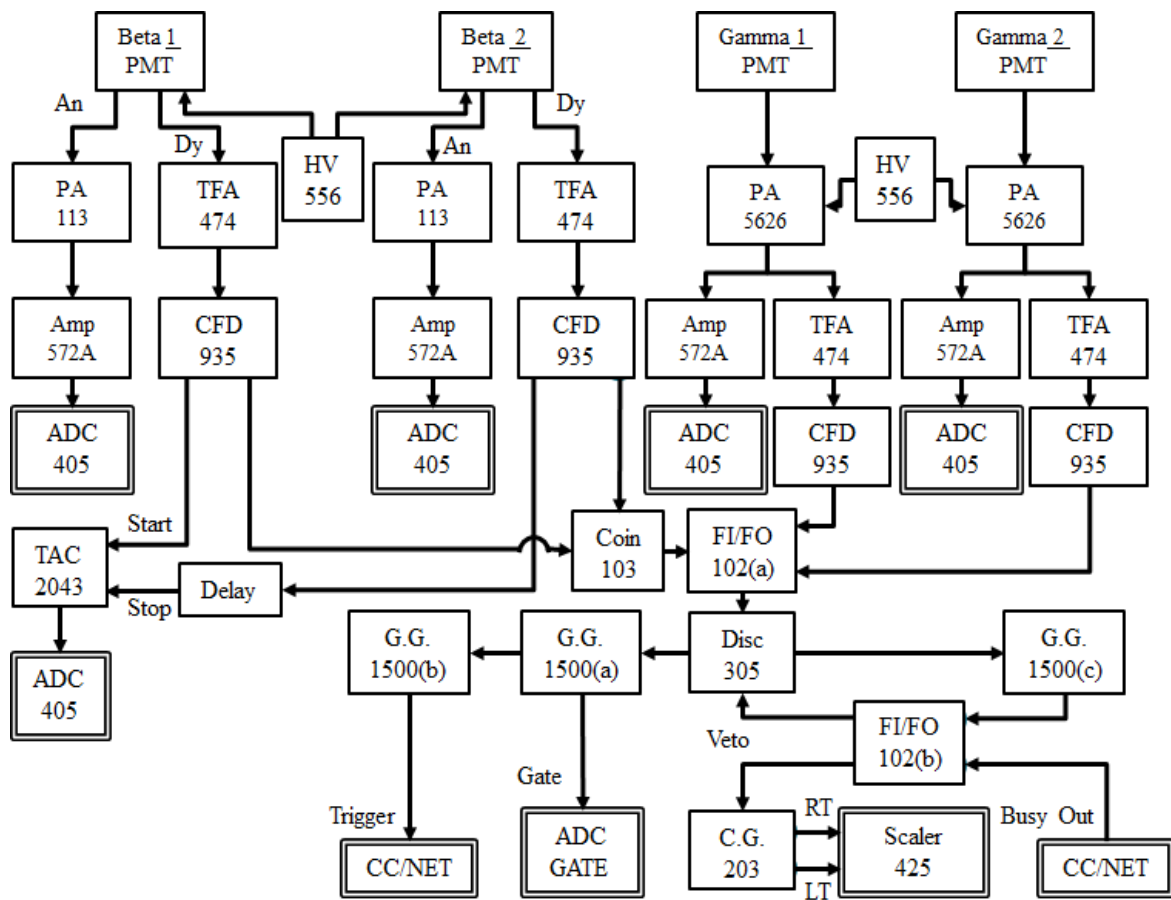 Beta 1
PMT
Beta 2
PMT
Gamma 1
PMT
Gamma 2
PMT
An
Dy
An
Dy
PA
113
TFA
474
HV
556
PA
113
TFA
474
PA
5626
HV
556
PA
5626
Amp
572A
CFD
935
Amp
572A
CFD
935
Amp
572A
TFA
474
Amp
572A
TFA
474
ADC
405
ADC
405
ADC
405
CFD
935
ADC
405
CFD
935
Start
TAC
2043
Stop
Delay
Coin
103
FI/FO
102(a)
ADC
405
G.G.
1500(b)
G.G.
1500(a)
Disc
305
G.G.
1500(c)
Veto
FI/FO
102(b)
Trigger
Gate
CC/NET
ADC
GATE
C.G.
203
RT
LT
Scaler
425
Busy Out
CC/NET